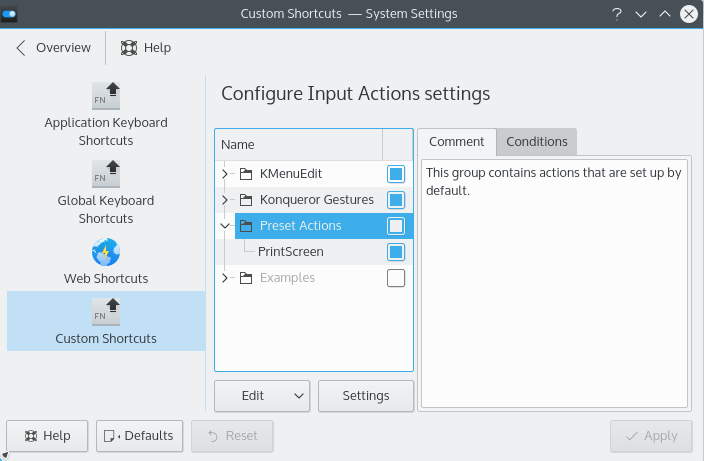 Custom Shortcuts — System Settings
Overview
Help
FN
Application Keyboard
Shortcuts
FN
Global Keyboard
Shortcuts
Web Shortcuts
FN
Custom Shortcuts
Configure Input Actions settings
Name
KMenuEdit
Konqueror Gestures
Preset Actions
PrintScreen
Examples
Edit
Settings
Comment
Conditions
This group contains actions that are set up by
default.
Help
Defaults
Reset
Apply